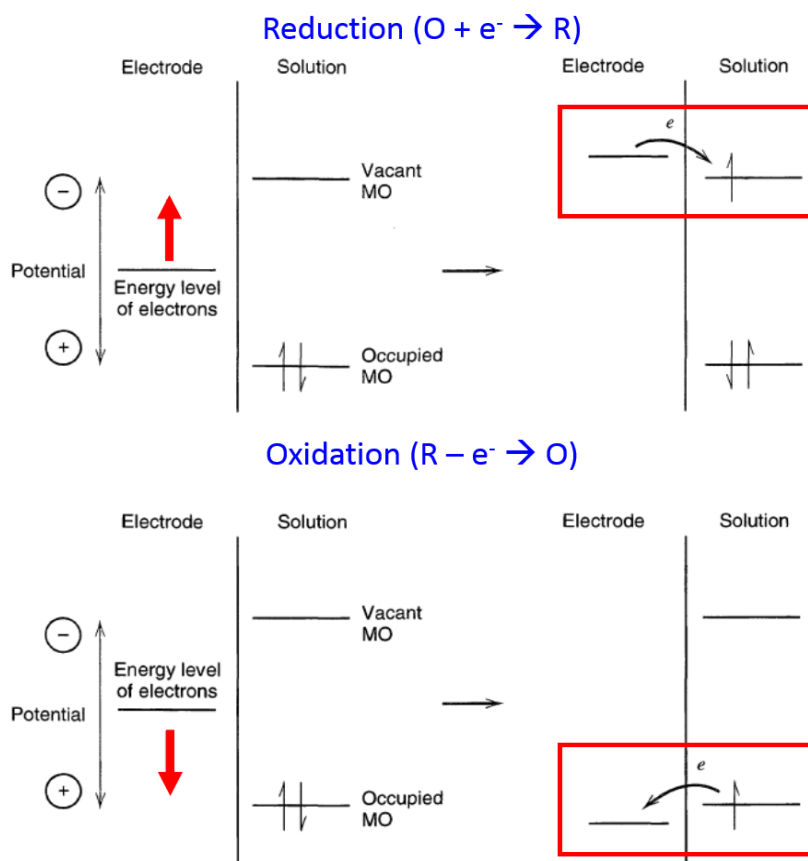 Reduction (O + e⁻ → R)
Electrode Solution Electrode Solution
e
Vacant
MO
−
Potential
Energy level
of electrons
+
Occupied
MO
Oxidation (R – e⁻ → O)
Electrode Solution Electrode Solution
Vacant
MO
−
Energy level
of electrons
Potential
e
+
Occupied
MO